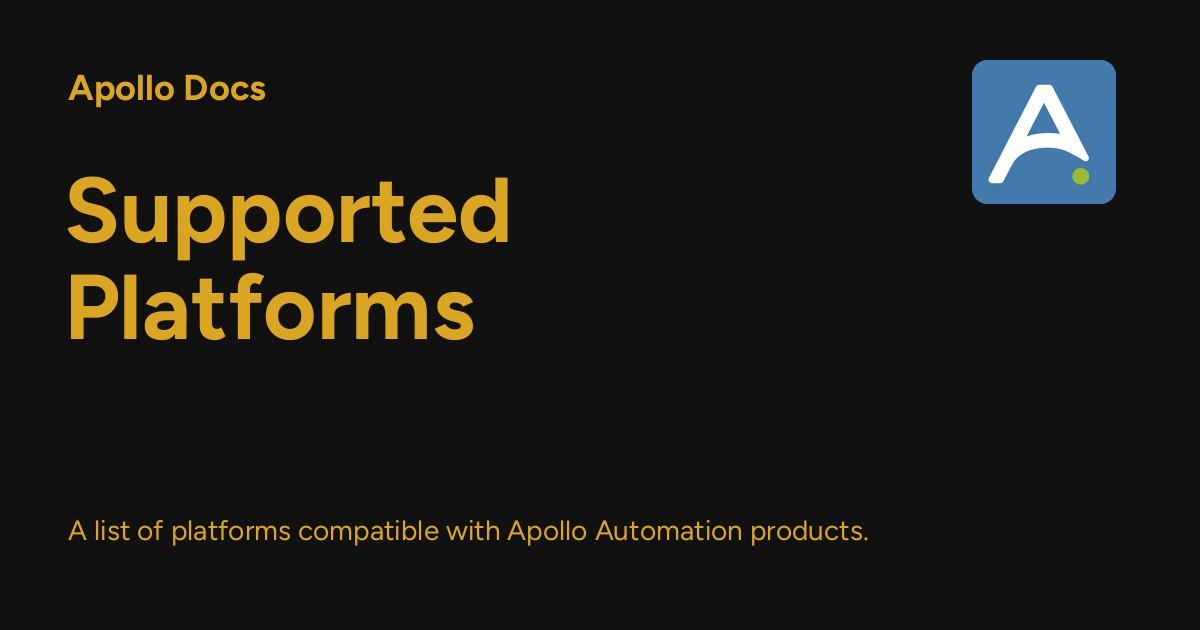 Apollo Docs
Supported
Platforms
A list of platforms compatible with Apollo Automation products.